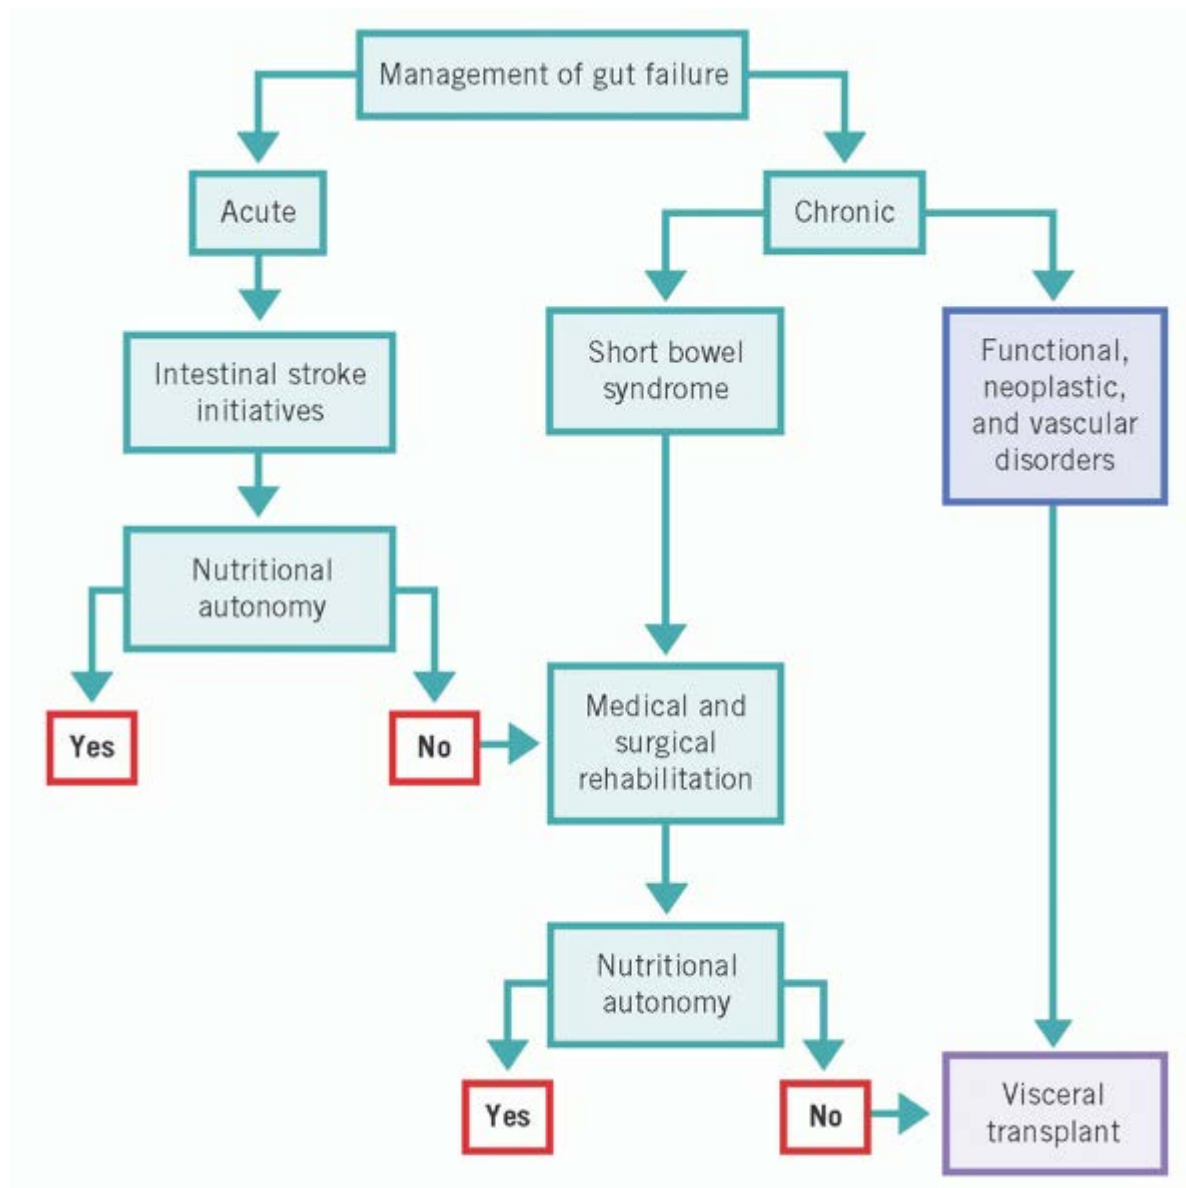 Management of gut failure
Acute
Chronic
Intestinal stroke
initiatives
Short bowel
syndrome
Functional,
neoplastic,
and vascular
disorders
Nutritional
autonomy
Yes
No
Medical and
surgical
rehabilitation
Nutritional
autonomy
Yes
No
Visceral
transplant